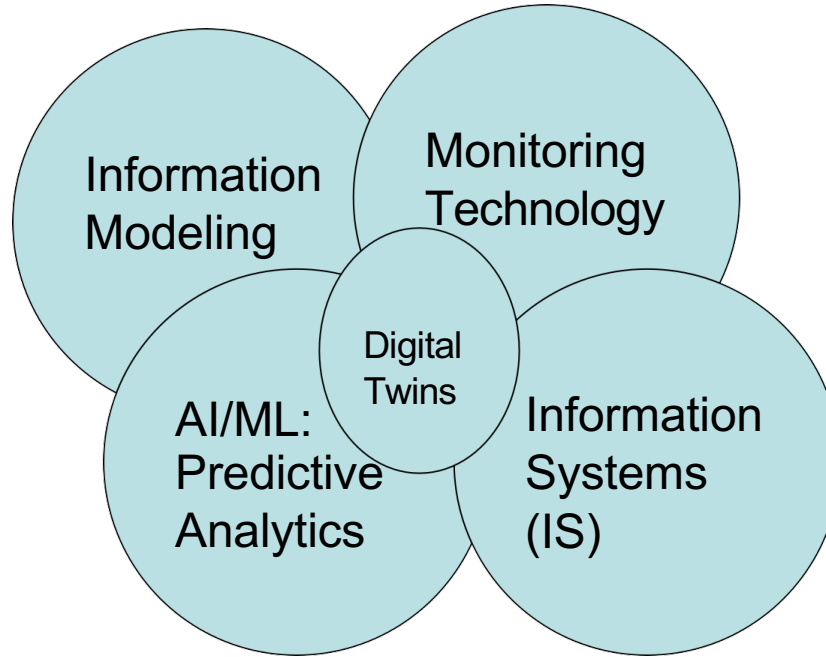 Information
Modeling
Monitoring
Technology
Digital
Twins
AI/ML:
Predictive
Analytics
Information
Systems
(IS)